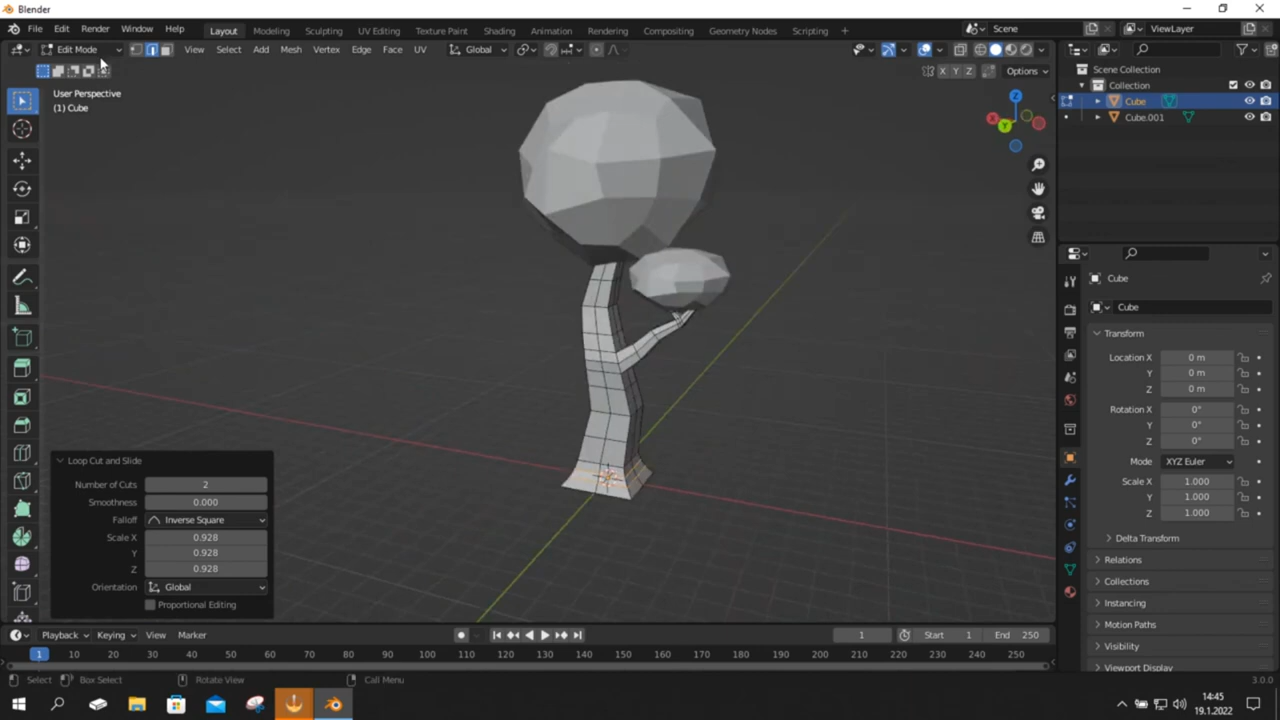 Blender
File Edit Render Window Help Layout Modeling Sculpting UV Editing Texture Paint Shading Animation Rendering Compositing Geometry Nodes Scripting Scene ViewLayer
Edit Mode View Select Add Mesh Vertex Edge Face UV Global
X Y Z Options
User Perspective
(1) Cube
Z
X
Y
Scene Collection
Collection
Cube
Cube.001
Cube
Cube
Transform
Location X 0 m
Y 0 m
Z 0 m
Rotation X 0°
Y 0°
Z 0°
Mode XYZ Euler
Scale X 1.000
Y 1.000
Z 1.000
Delta Transform
Relations
Collections
Instancing
Motion Paths
Visibility
Viewport Display
Loop Cut and Slide
Number of Cuts 2
Smoothness 0.000
Falloff Inverse Square
Scale X 0.928
Y 0.928
Z 0.928
Orientation Global
Proportional Editing
Playback Keying View Marker 1 Start 1 End 250
1 10 20 30 40 50 60 70 80 90 100 110 120 130 140 150 160 170 180 190 200 210 220 230 240 250
Select Box Select Rotate View Call Menu 3.0.0
14:45
19.1.2022